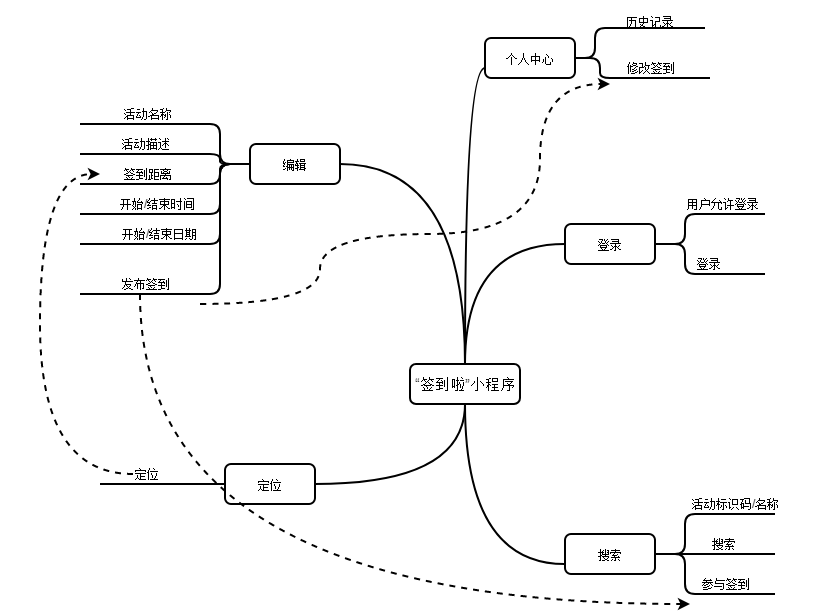 历史记录
个人中心
修改签到
活动名称
活动描述
编辑
签到距离
开始/结束时间
用户允许登录
开始/结束日期
登录
登录
发布签到
“签到啦”小程序
定位
定位
活动标识码/名称
搜索
搜索
参与签到